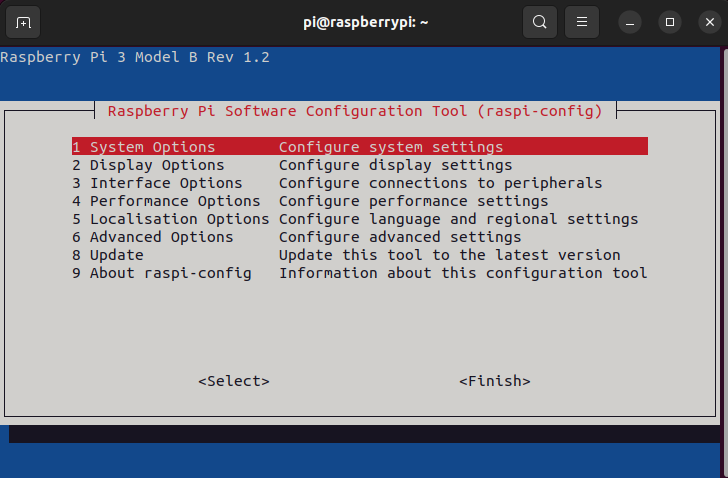 pi@raspberrypi: ~
Raspberry Pi 3 Model B Rev 1.2
Raspberry Pi Software Configuration Tool (raspi-config)
1 System Options       Configure system settings
2 Display Options      Configure display settings
3 Interface Options    Configure connections to peripherals
4 Performance Options  Configure performance settings
5 Localisation Options Configure language and regional settings
6 Advanced Options     Configure advanced settings
8 Update               Update this tool to the latest version
9 About raspi-config   Information about this configuration tool
<Select>                     <Finish>